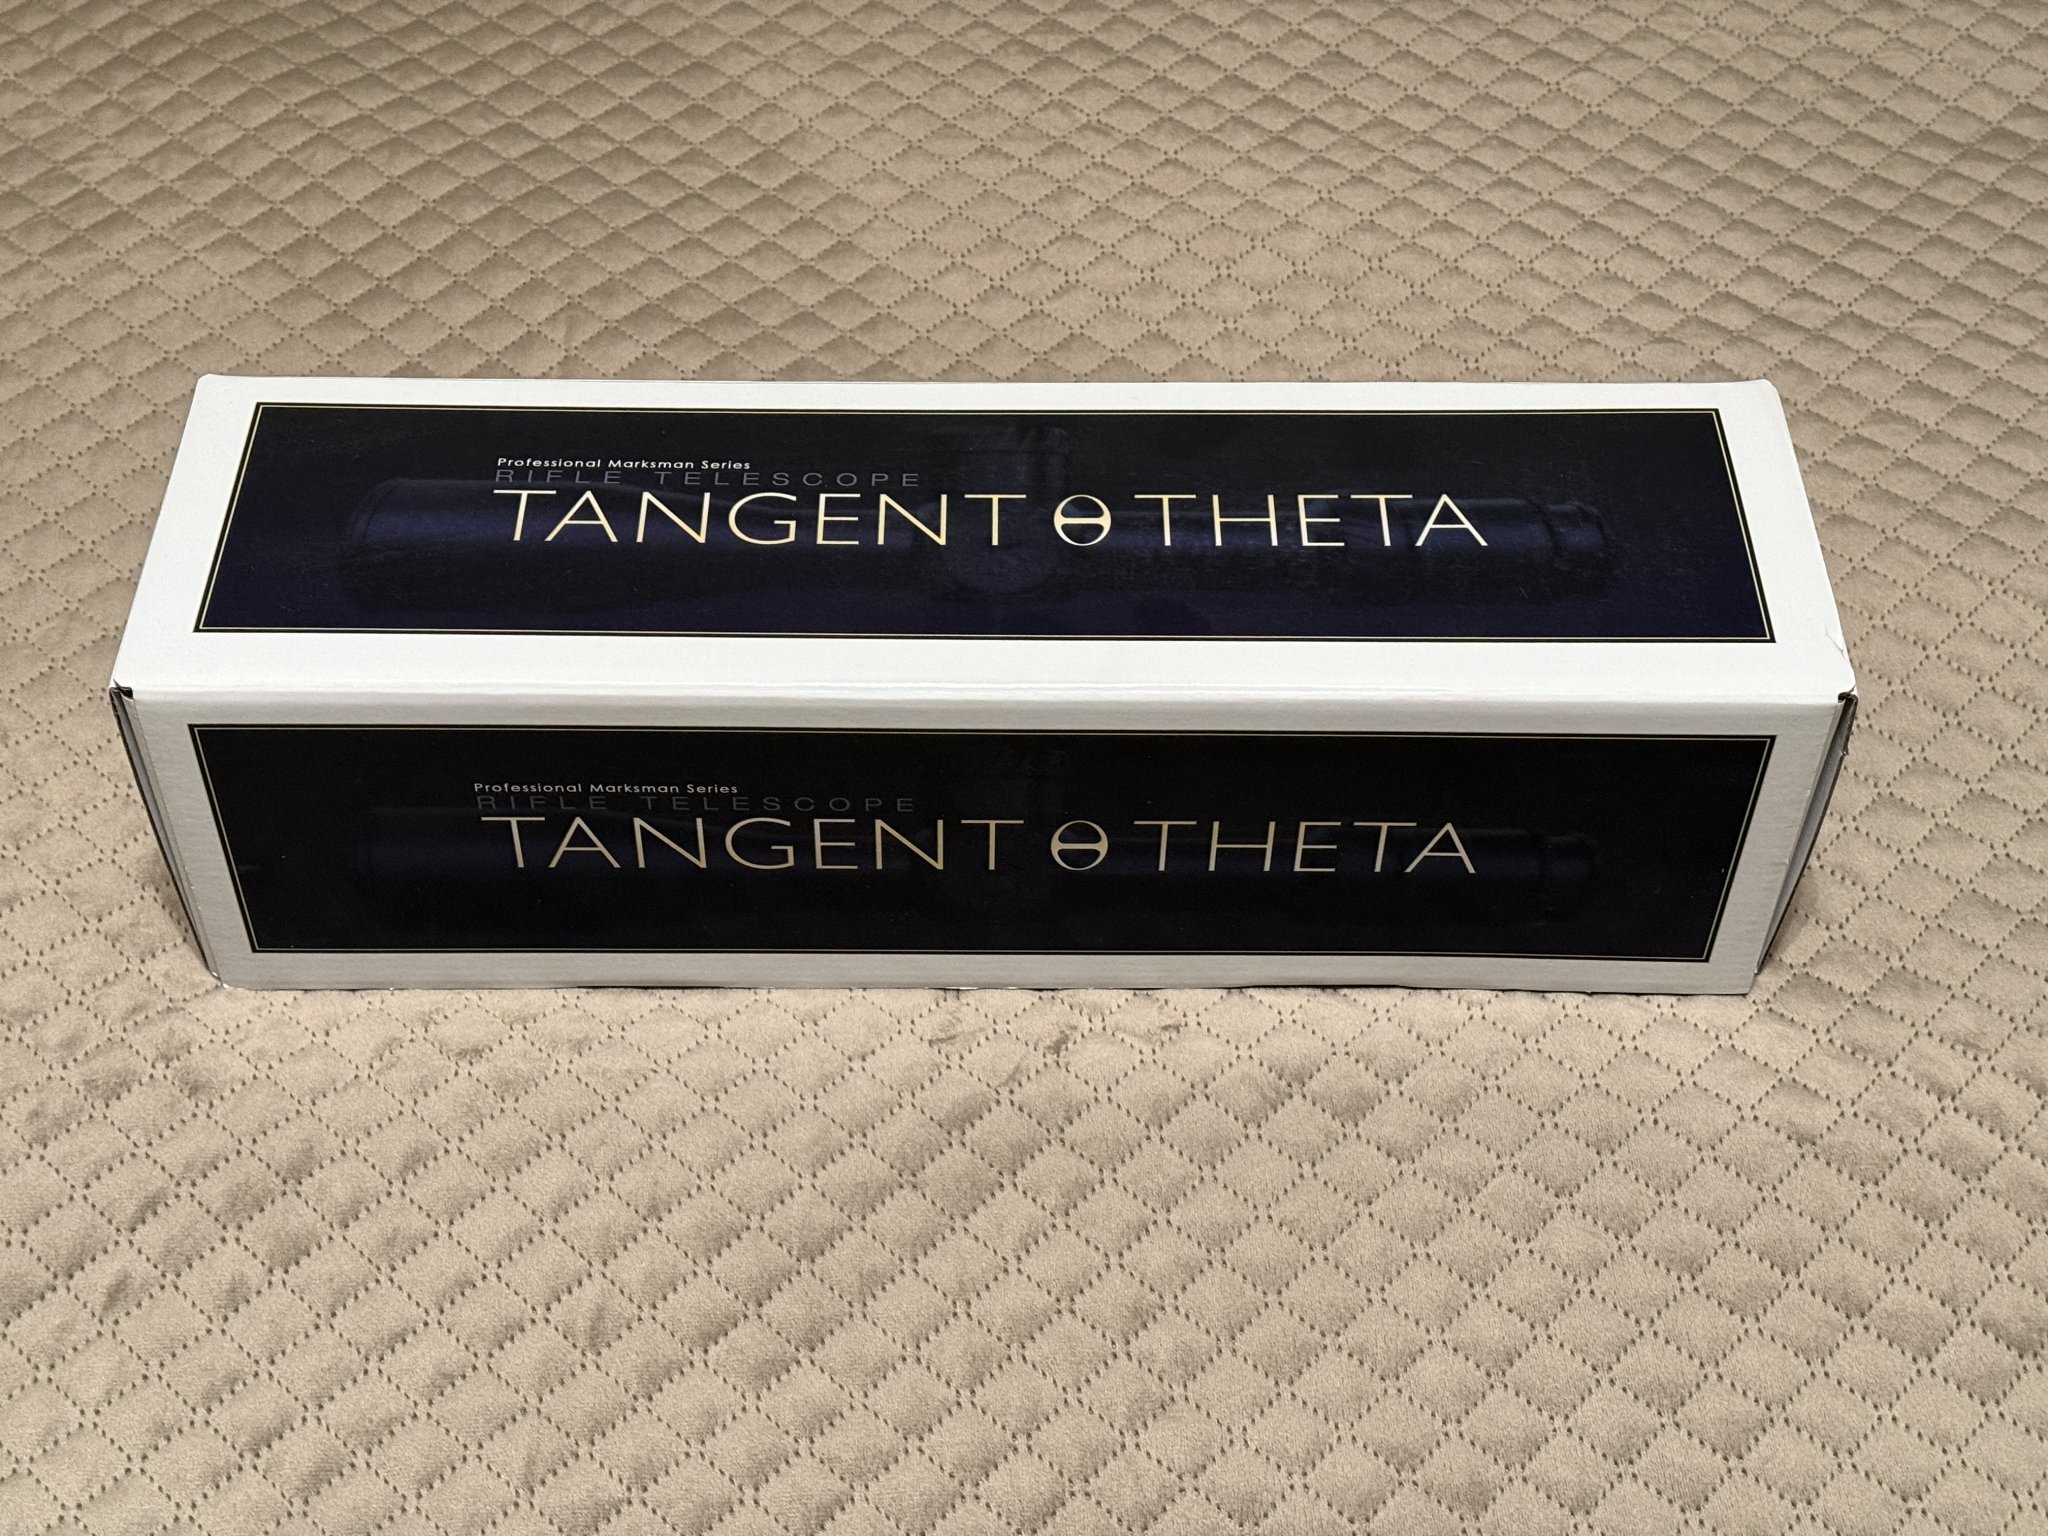 Professional Marksman Series
RIFLE TELESCOPE
TANGENT θ THETA
Professional Marksman Series
RIFLE TELESCOPE
TANGENT θ THETA